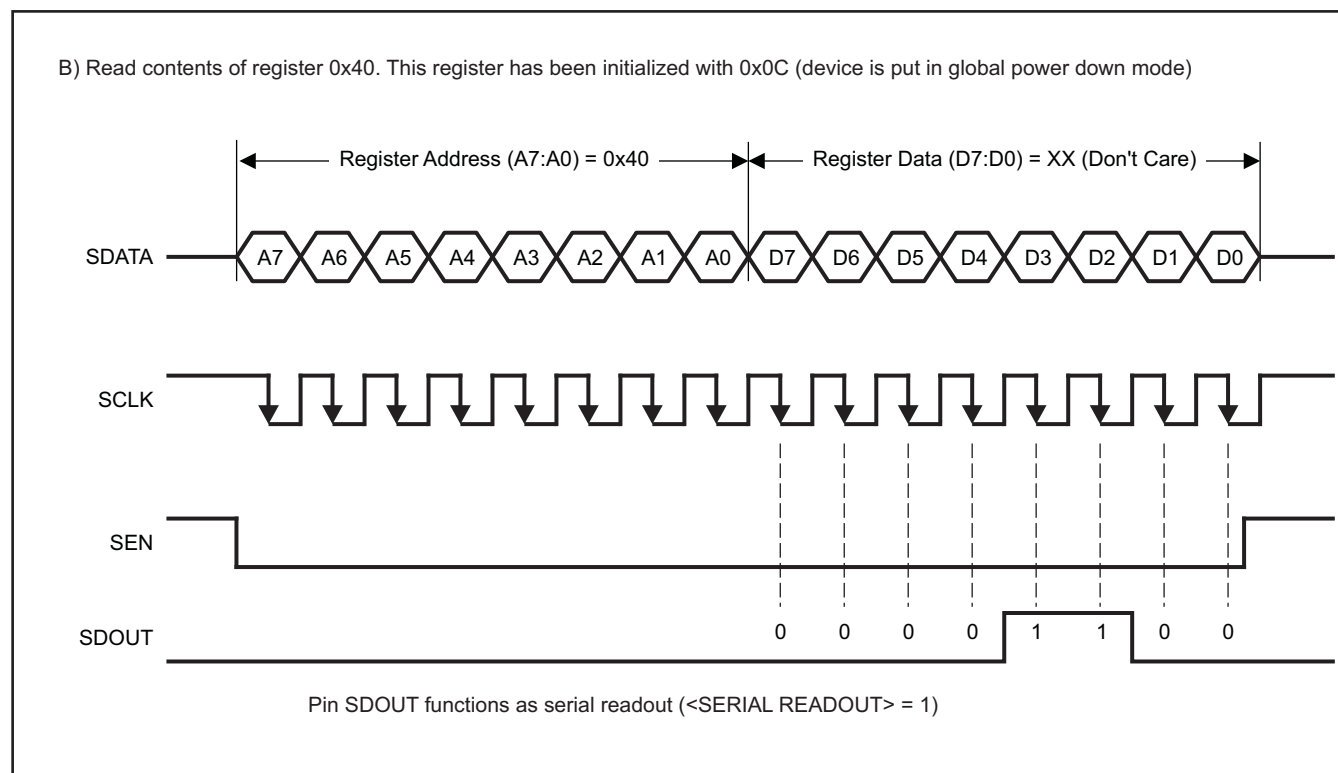 B) Read contents of register 0x40. This register has been initialized with 0x0C (device is put in global power down mode)
Register Address (A7:A0) = 0x40 Register Data (D7:D0) = XX (Don't Care)
SDATA A7 A6 A5 A4 A3 A2 A1 A0 D7 D6 D5 D4 D3 D2 D1 D0
SCLK
SEN
SDOUT 0 0 0 0 1 1 0 0
Pin SDOUT functions as serial readout (<SERIAL READOUT> = 1)